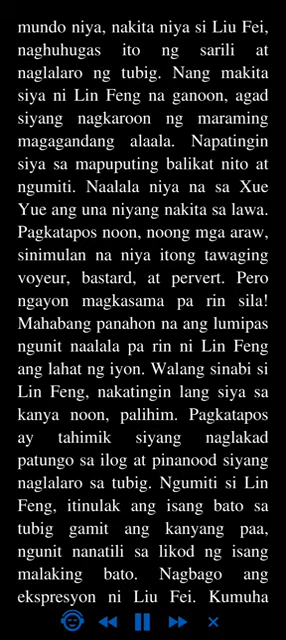 mundo niya, nakita niya si Liu Fei,
naghuhugas ito ng sarili at
naglalaro ng tubig. Nang makita
siya ni Lin Feng na ganoon, agad
siyang nagkaroon ng maraming
magagandang alaala. Napatingin
siya sa mapuputing balikat nito at
ngumiti. Naalala niya na sa Xue
Yue ang una niyang nakita sa lawa.
Pagkatapos noon, noong mga araw,
sinimulan na niya itong tawaging
voyeur, bastard, at pervert. Pero
ngayon magkasama pa rin sila!
Mahabang panahon na ang lumipas
ngunit naalala pa rin ni Lin Feng
ang lahat ng iyon. Walang sinabi si
Lin Feng, nakatingin lang siya sa
kanya noon, palihim. Pagkatapos
ay tahimik siyang naglakad
patungo sa ilog at pinanood siyang
naglalaro sa tubig. Ngumiti si Lin
Feng, itinulak ang isang bato sa
tubig gamit ang kanyang paa,
ngunit nanatili sa likod ng isang
malaking bato. Nagbago ang
ekspresyon ni Liu Fei. Kumuha